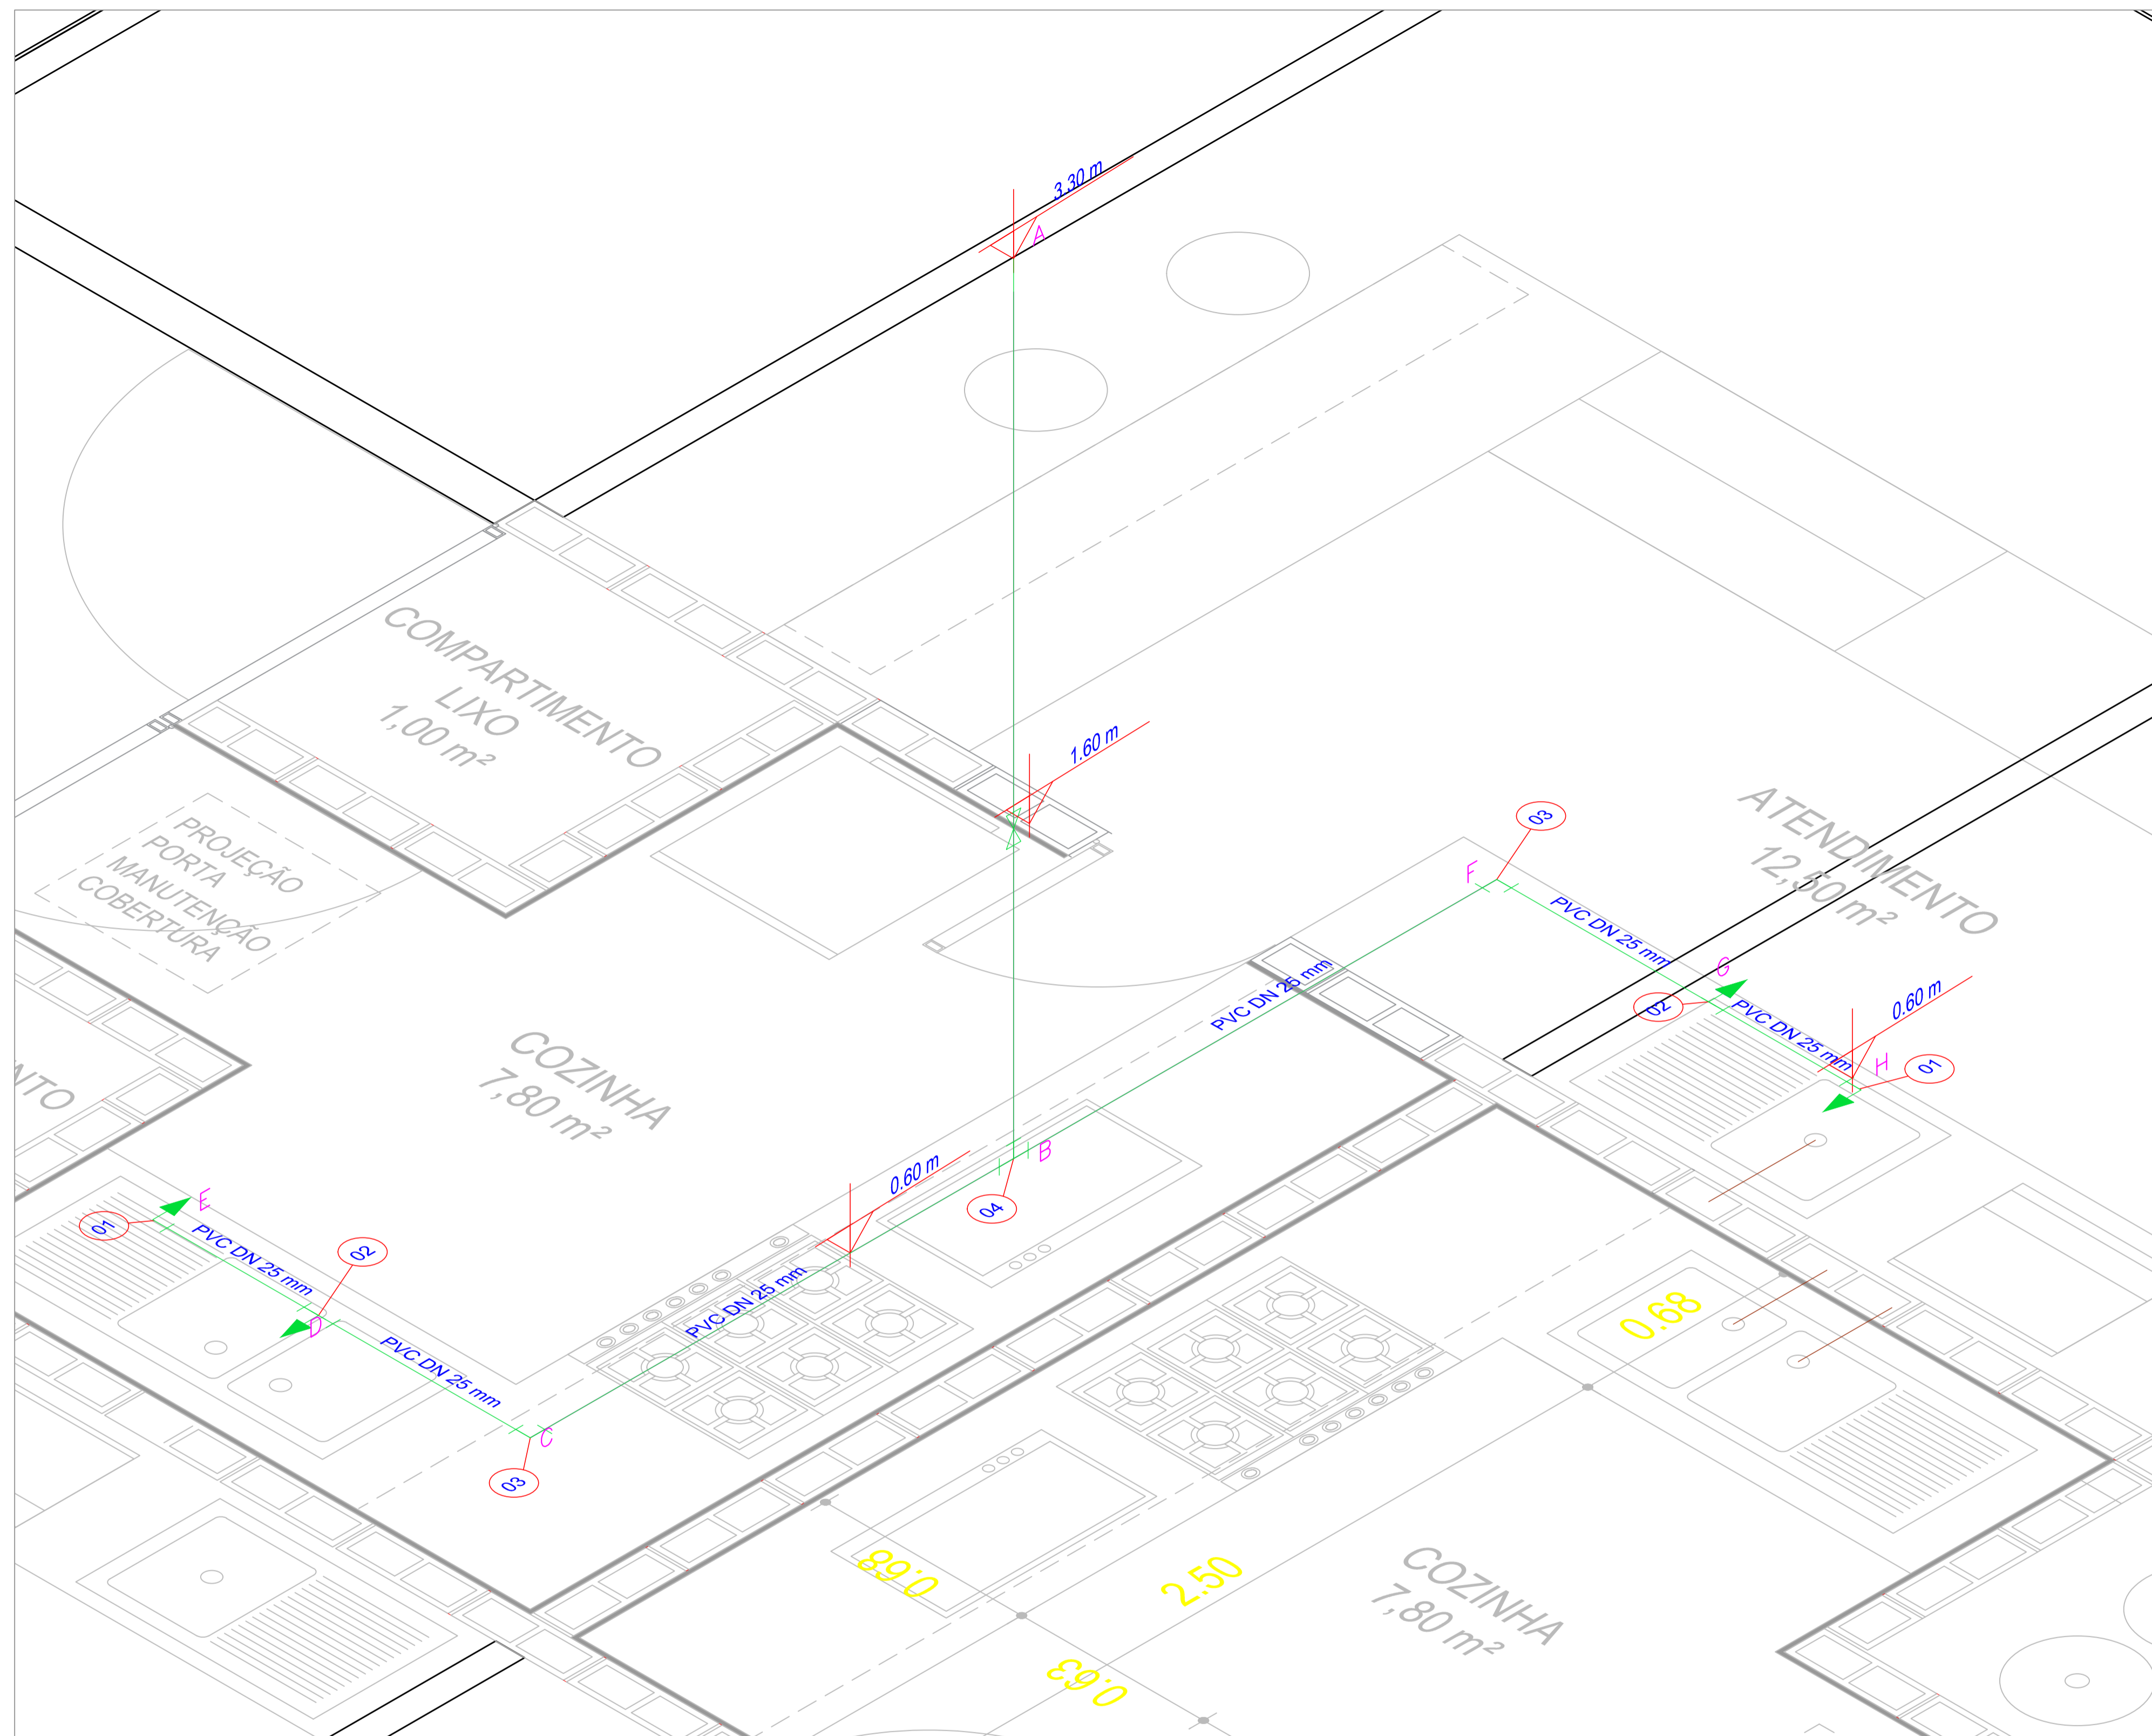 3.30 m
A
COMPARTIMENTO
LIXO
1,00 m²
1.60 m
03
ATENDIMENTO
12,50 m²
PROJEÇÃO
PORTA
MANUTENÇÃO
COBERTURA
F
PVC DN 25 mm
G
02
PVC DN 25 mm
0.60 m
H
01
PVC DN 25 mm
COZINHA
7,80 m²
B
04
0.60 m
E
01
PVC DN 25 mm
02
D
PVC DN 25 mm
PVC DN 25 mm
C
03
0.68
0.68
2.50
0.63
COZINHA
7,80 m²